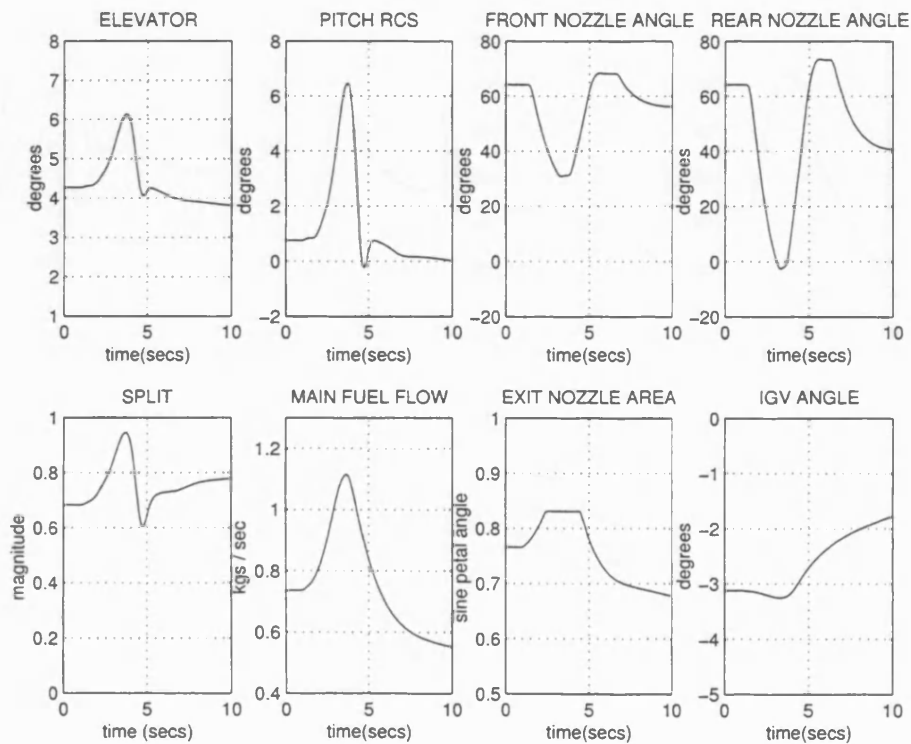 ELEVATOR
8
7
6
5
4
3
2
1
degrees
0 5 10
time(secs)
PITCH RCS
8
6
4
2
0
−2
degrees
0 5 10
time(secs)
FRONT NOZZLE ANGLE
80
60
40
20
0
−20
degrees
0 5 10
time(secs)
REAR NOZZLE ANGLE
80
60
40
20
0
−20
degrees
0 5 10
time(secs)
SPLIT
1
0.8
0.6
0.4
0.2
0
magnitude
0 5 10
time (secs)
MAIN FUEL FLOW
1.2
1
0.8
0.6
0.4
kgs / sec
0 5 10
time (secs)
EXIT NOZZLE AREA
1
0.9
0.8
0.7
0.6
0.5
sine petal angle
0 5 10
time (secs)
IGV ANGLE
0
−1
−2
−3
−4
−5
degrees
0 5 10
time (secs)